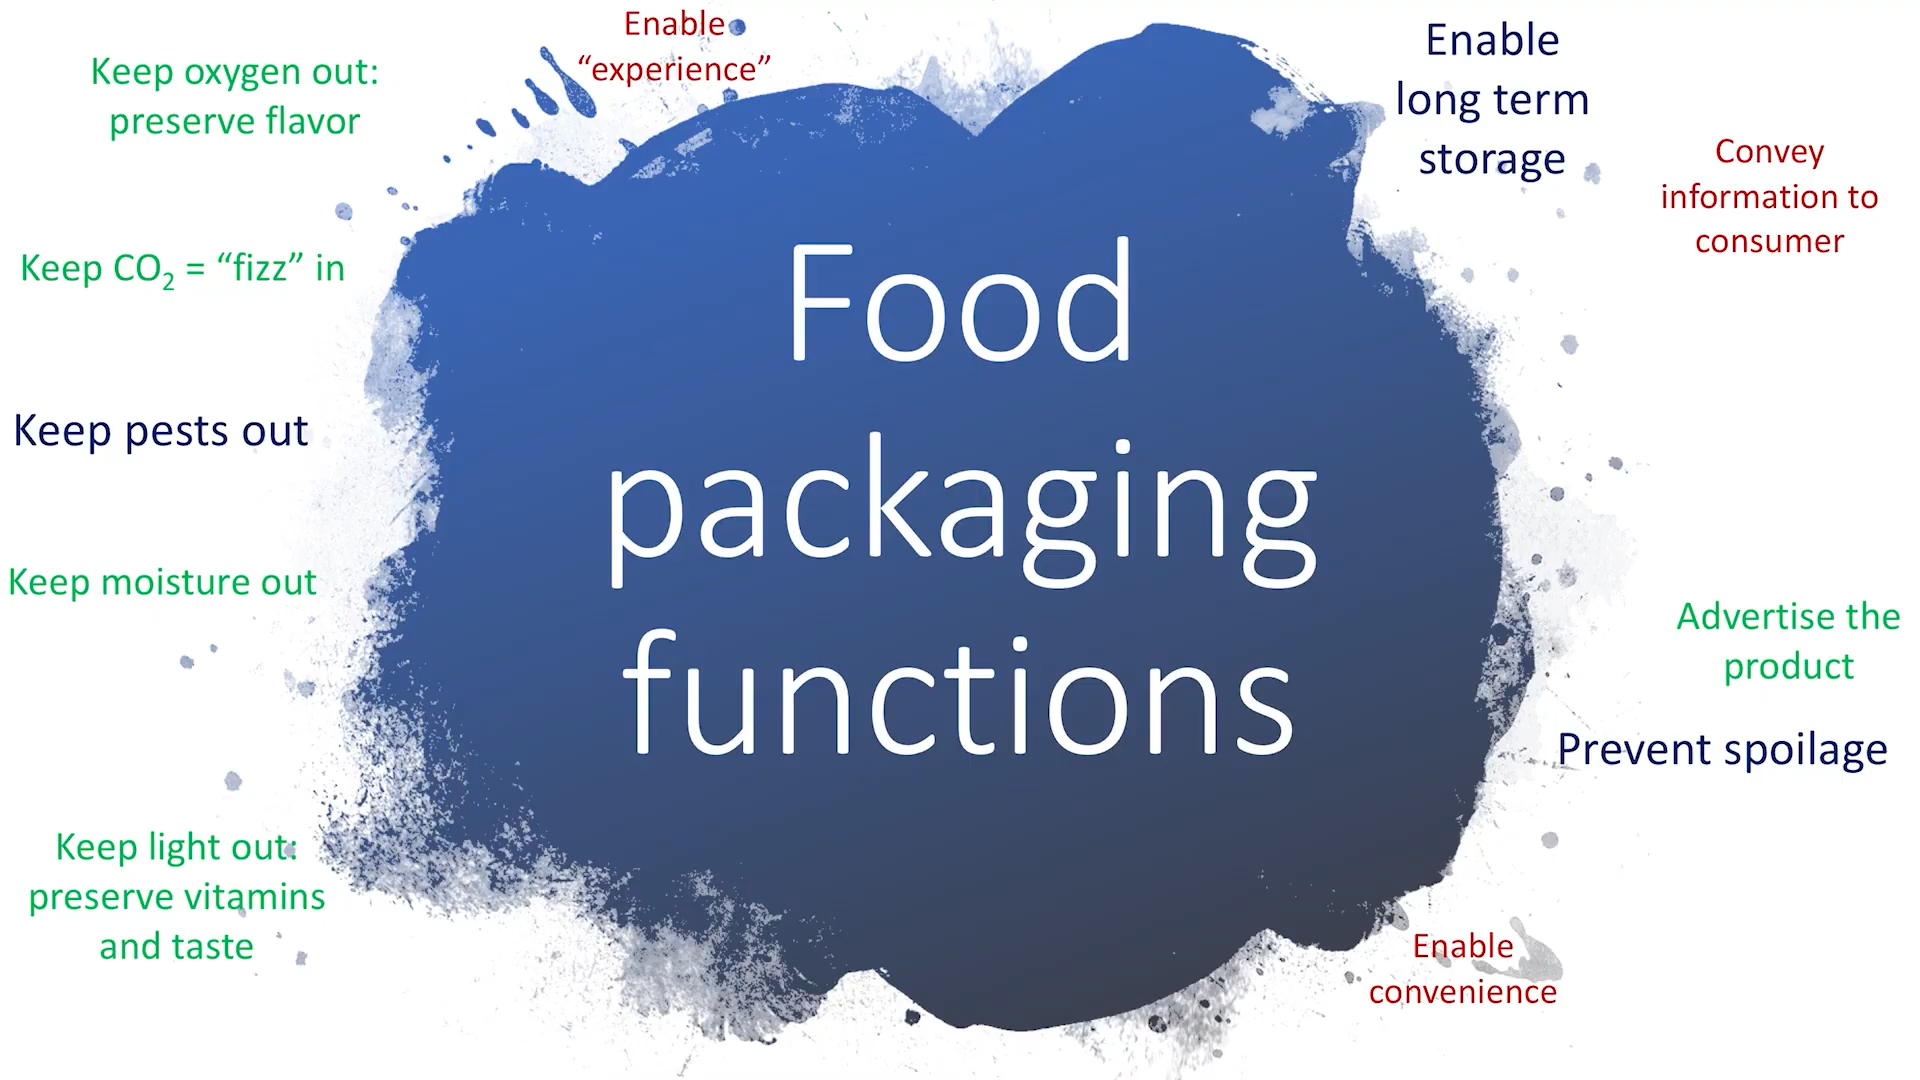 Enable
“experience”
Keep oxygen out:
preserve flavor
Enable
long term
storage
Convey
information to
consumer
Keep CO₂ = “fizz” in
Food
packaging
functions
Keep pests out
Keep moisture out
Advertise the
product
Prevent spoilage
Keep light out:
preserve vitamins
and taste
Enable
convenience